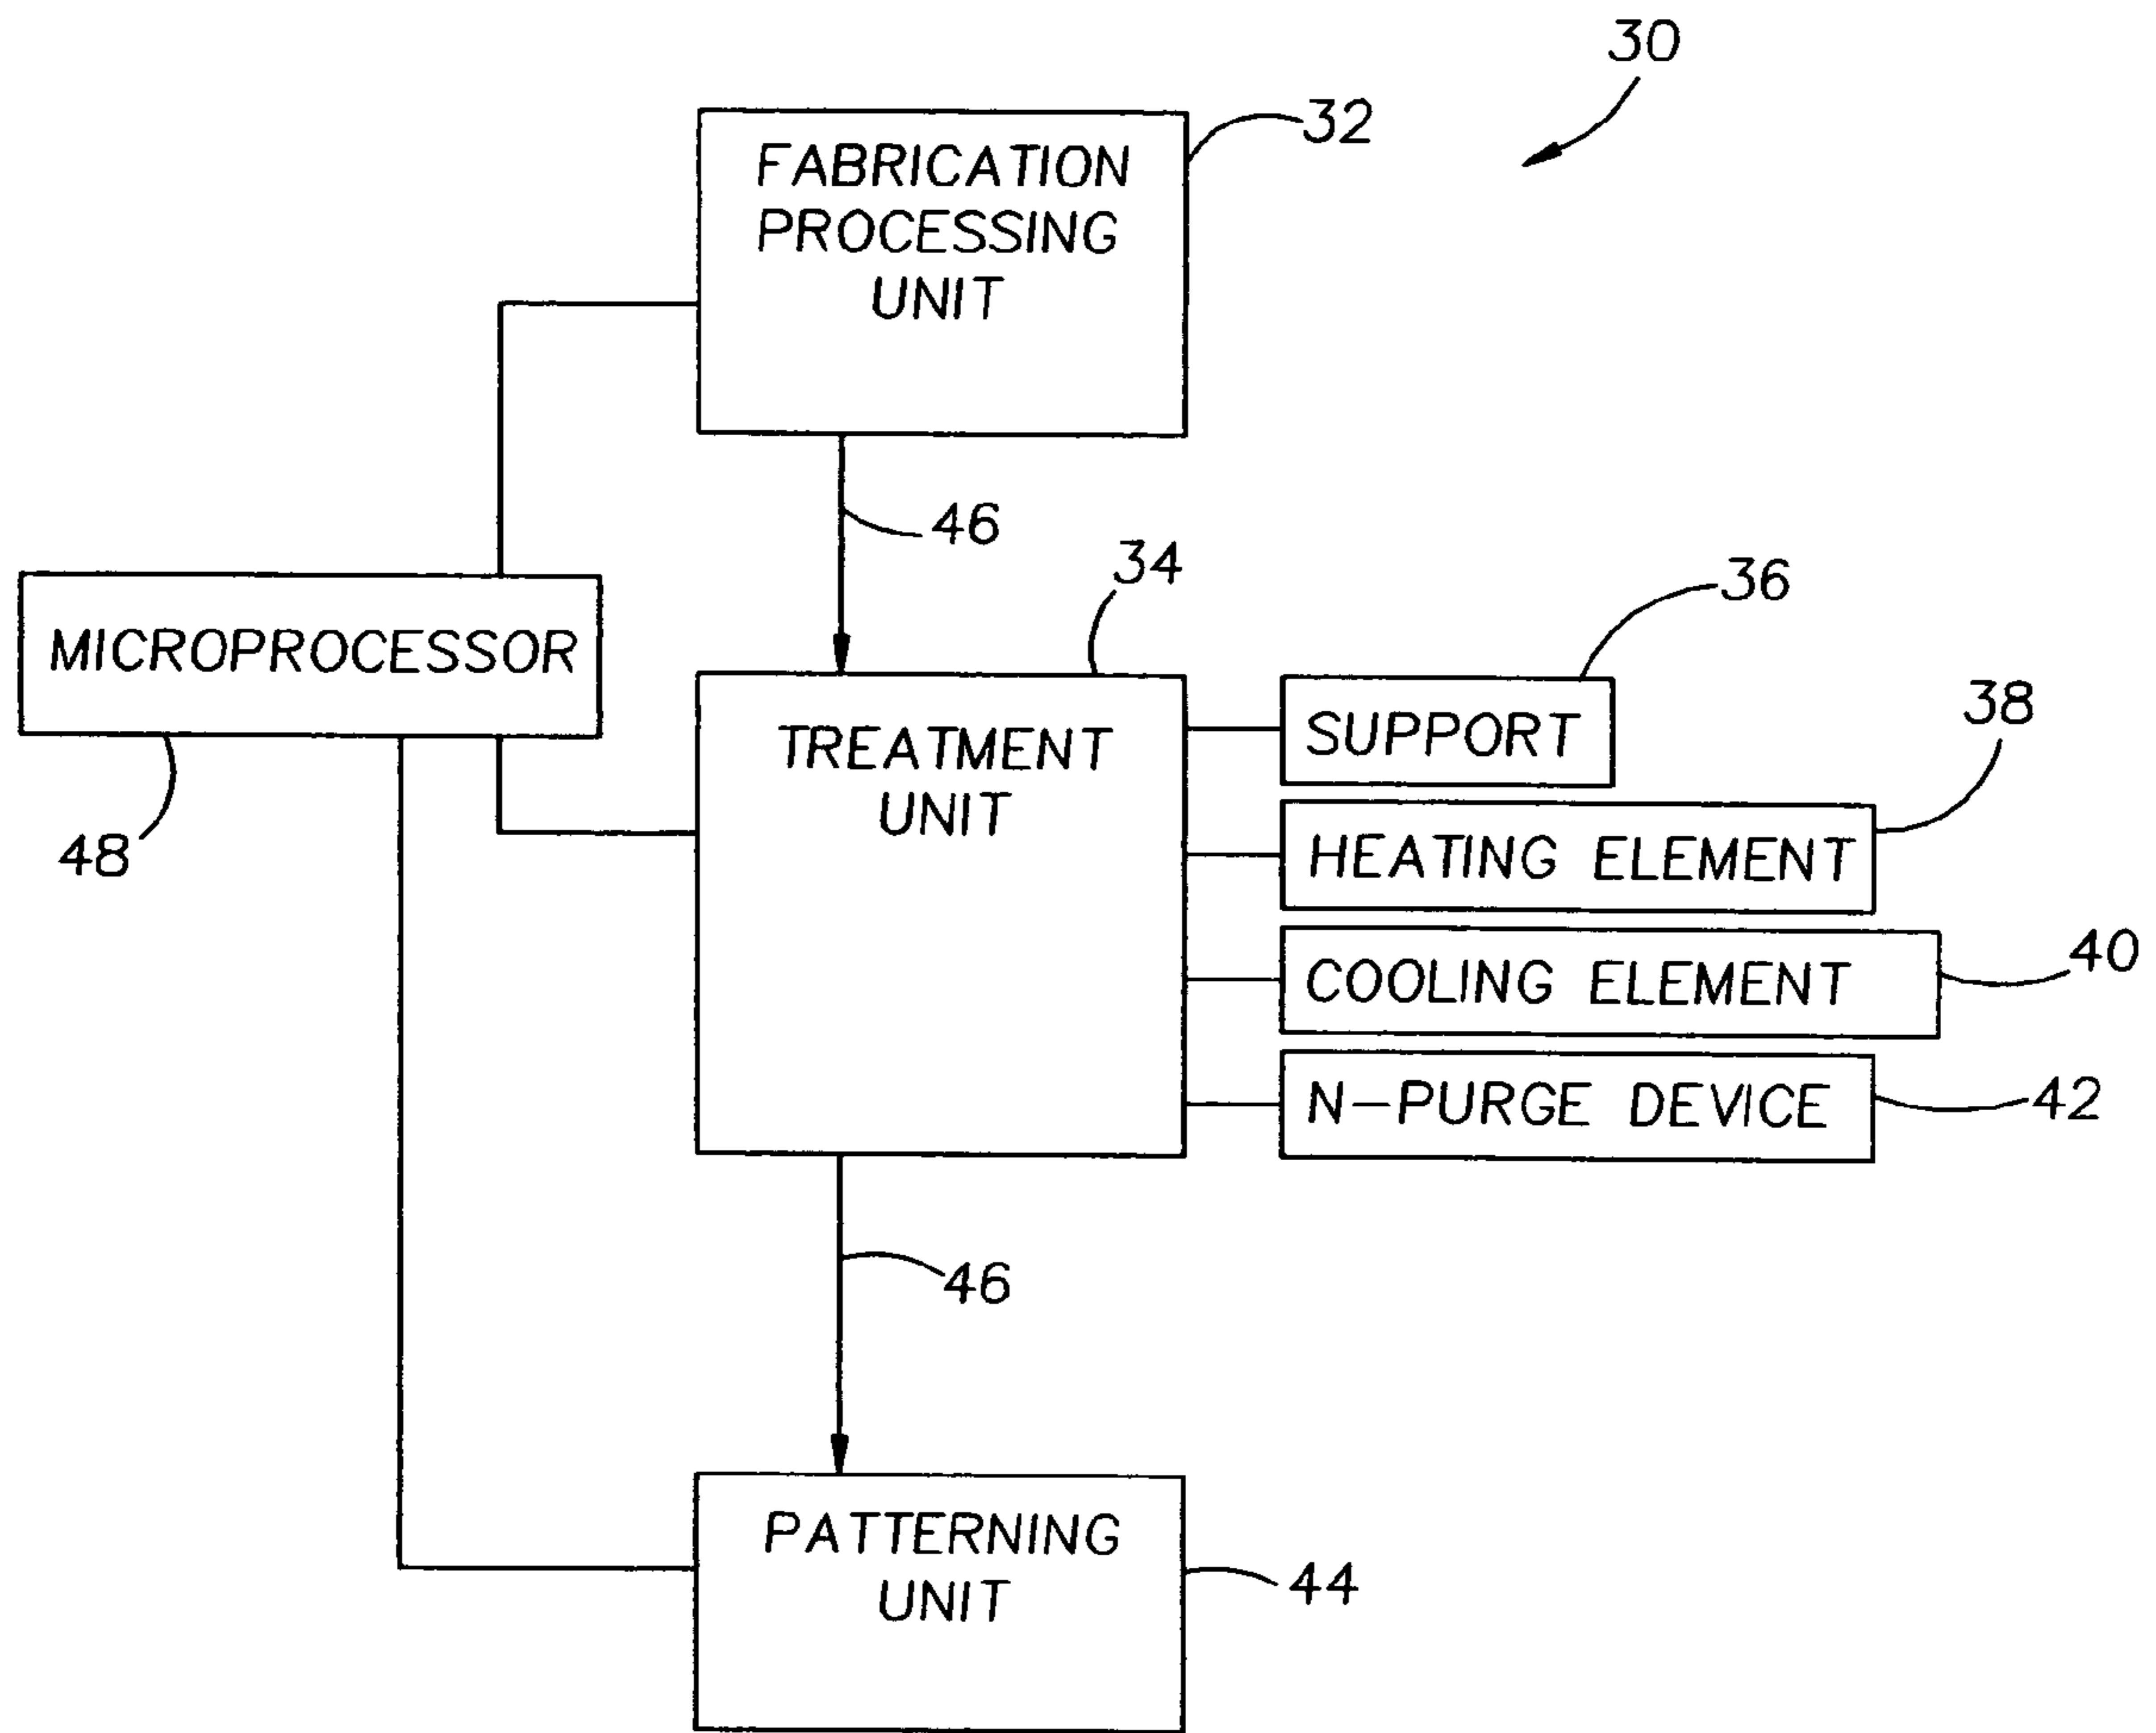 30
32
FABRICATION
PROCESSING
UNIT
46
34
36
MICROPROCESSOR
48
TREATMENT
UNIT
SUPPORT
38
HEATING ELEMENT
COOLING ELEMENT
40
N-PURGE DEVICE
42
46
PATTERNING
UNIT
44